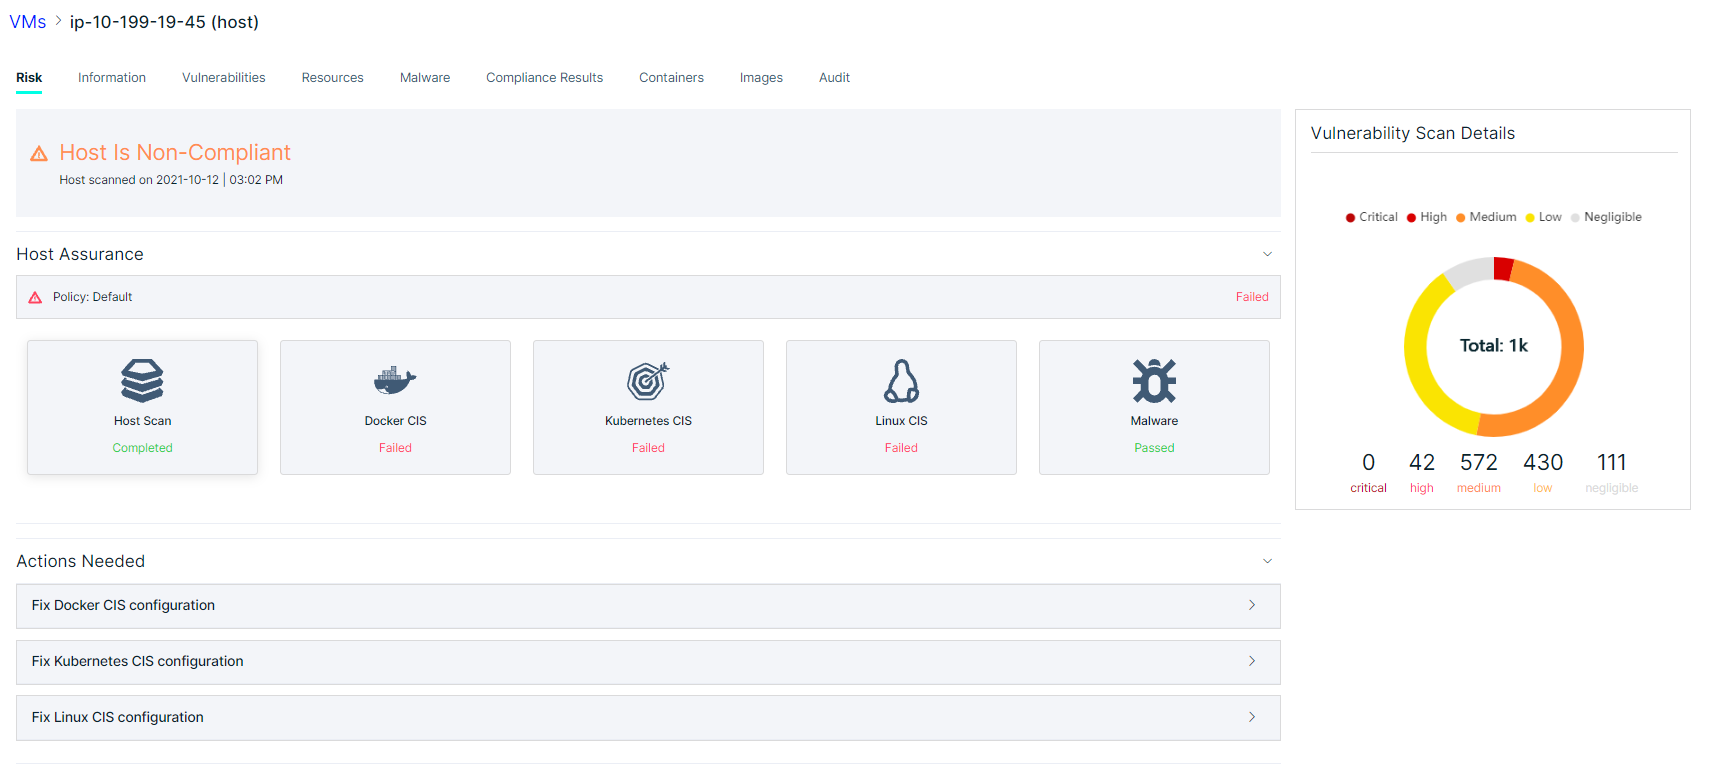 VMs > ip-10-199-19-45 (host)
Risk Information Vulnerabilities Resources Malware Compliance Results Containers Images Audit
Host Is Non-Compliant
Host scanned on 2021-10-12 | 03:02 PM
Host Assurance
Policy: Default Failed
Host Scan
Completed
Docker CIS
Failed
Kubernetes CIS
Failed
Linux CIS
Failed
Malware
Passed
Actions Needed
Fix Docker CIS configuration
Fix Kubernetes CIS configuration
Fix Linux CIS configuration
Vulnerability Scan Details
Critical High Medium Low Negligible
Total: 1k
0 42 572 430 111
critical high medium low negligible